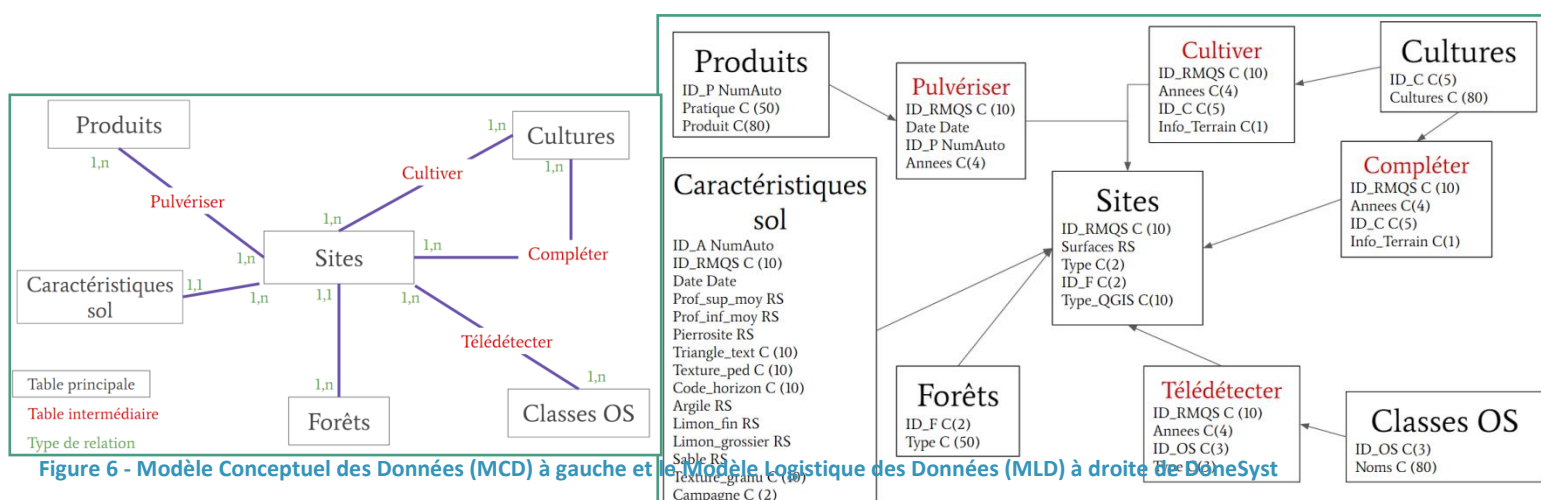 Produits
1,n
Pulvériser
1,n
Cultures
1,n
1,n
Cultiver
1,n
Sites
1,n
Compléter
Caractéristiques
sol
1,1
1,n
1,1
1,n
Télédétecter
1,n
1,n
Forêts
Classes OS
Table principale
Table intermédiaire
Type de relation
Produits
ID_P NumAuto
Pratique C (50)
Produit C(80)
Pulvériser
ID_RMQS C (10)
Date Date
ID_P NumAuto
Annees C(4)
Cultiver
ID_RMQS C (10)
Annees C(4)
ID_C C(5)
Info_Terrain C(1)
Cultures
ID_C C(5)
Cultures C (80)
Compléter
ID_RMQS C (10)
Annees C(4)
ID_C C(5)
Info_Terrain C(1)
Caractéristiques
sol
ID_A NumAuto
ID_RMQS C (10)
Date Date
Prof_sup_moy RS
Prof_inf_moy RS
Pierrosite RS
Triangle_text C (10)
Texture_ped C (10)
Code_horizon C (10)
Argile RS
Limon_fin RS
Limon_grossier RS
Sable RS
Texture_granu C (10)
Campagne C (2)
Sites
ID_RMQS C (10)
Surfaces RS
Type C(2)
ID_F C(2)
Type_QGIS C(10)
Forêts
ID_F C(2)
Type C (50)
Télédétecter
ID_RMQS C (10)
Annees C(4)
ID_OS C(3)
Classes OS
ID_OS C(3)
Noms C (80)
Figure 6 - Modèle Conceptuel des Données (MCD) à gauche et le Modèle Logistique des Données (MLD) à droite de DoneSyst